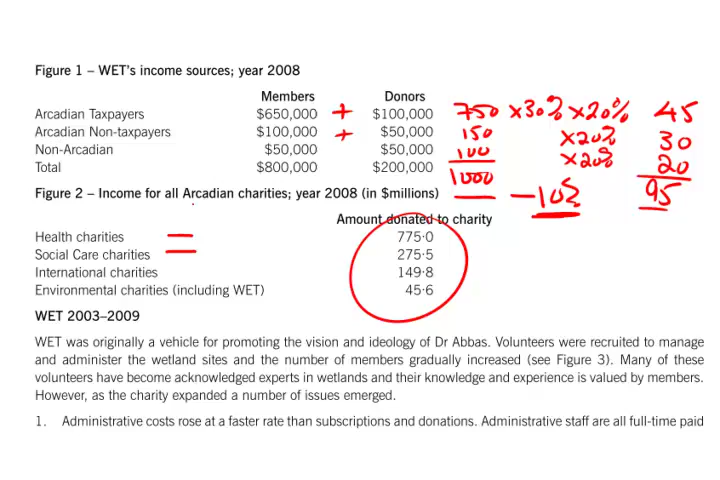 Figure 1 – WET's income sources; year 2008
Members Donors
Arcadian Taxpayers $650,000 + $100,000 750 ×30% ×20% 45
Arcadian Non-taxpayers $100,000 + $50,000 150 ×20% 30
Non-Arcadian $50,000 $50,000 100 ×20% 20
Total $800,000 $200,000 1000 95
Figure 2 – Income for all Arcadian charities; year 2008 (in $millions)
Amount donated to charity
Health charities 775·0
Social Care charities 275·5
International charities 149·8
Environmental charities (including WET) 45·6
WET 2003–2009
WET was originally a vehicle for promoting the vision and ideology of Dr Abbas. Volunteers were recruited to manage
and administer the wetland sites and the number of members gradually increased (see Figure 3). Many of these
volunteers have become acknowledged experts in wetlands and their knowledge and experience is valued by members.
However, as the charity expanded a number of issues emerged.
1. Administrative costs rose at a faster rate than subscriptions and donations. Administrative staff are all full-time paid